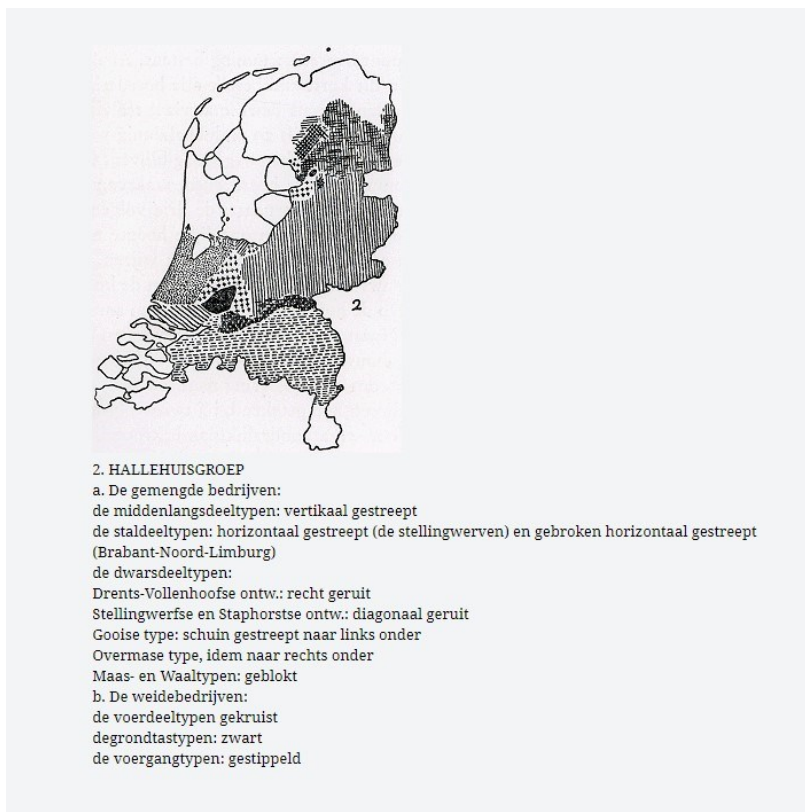 2
2. HALLEHUISGROEP
a. De gemengde bedrijven:
de middenlangsdeeltypen: vertikaal gestreept
de staldeeltypen: horizontaal gestreept (de stellingwerven) en gebroken horizontaal gestreept
(Brabant-Noord-Limburg)
de dwarsdeeltypen:
Drents-Vollenhoofse ontw.: recht geruit
Stellingwerfse en Staphorstse ontw.: diagonaal geruit
Gooise type: schuin gestreept naar links onder
Overmase type, idem naar rechts onder
Maas- en Waaltypen: geblokt
b. De weidebedrijven:
de voerdeeltypen gekruist
degrondtastypen: zwart
de voergangtypen: gestippeld